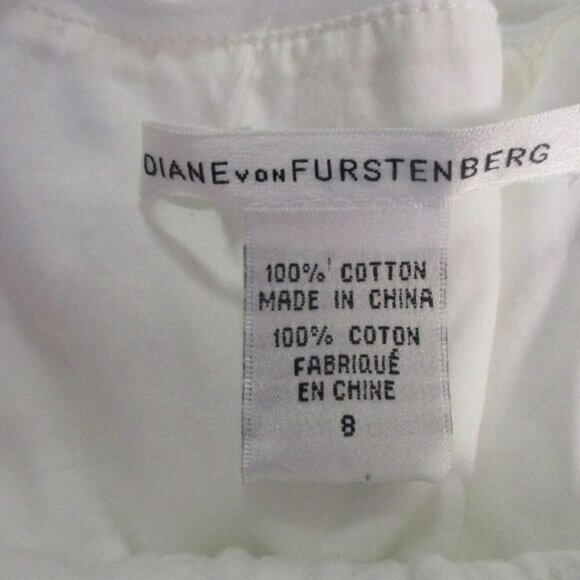 DIANE VON FURSTENBERG
100% COTTON
MADE IN CHINA
100% COTON
FABRIQUÉ
EN CHINE
8